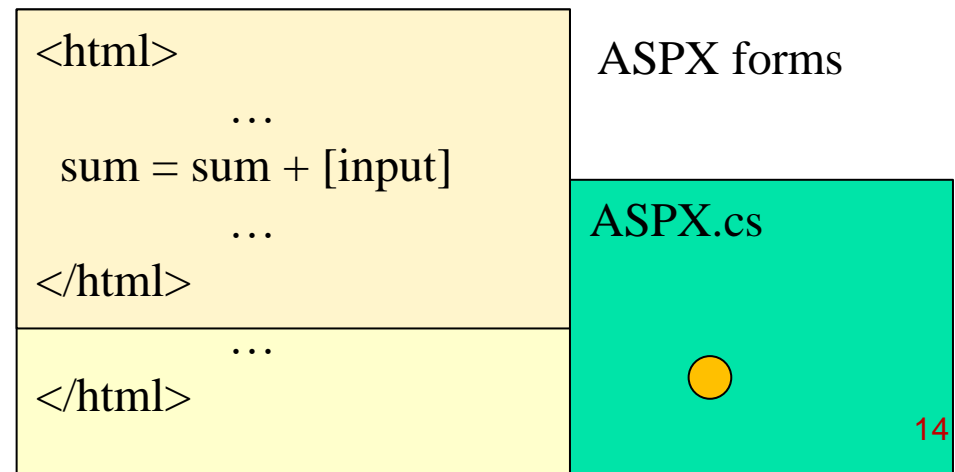 <html>
…
sum = sum + [input]
…
</html>
…
</html>
ASPX forms
ASPX.cs
14